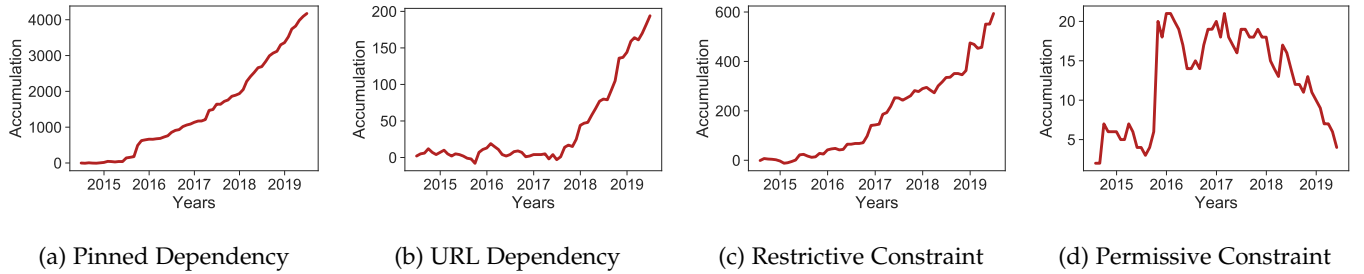 Accumulation
4000
3000
2000
1000
0
2015 2016 2017 2018 2019
Years
(a) Pinned Dependency
Accumulation
200
150
100
50
0
2015 2016 2017 2018 2019
Years
(b) URL Dependency
Accumulation
600
400
200
0
2015 2016 2017 2018 2019
Years
(c) Restrictive Constraint
Accumulation
20
15
10
5
2015 2016 2017 2018 2019
Years
(d) Permissive Constraint